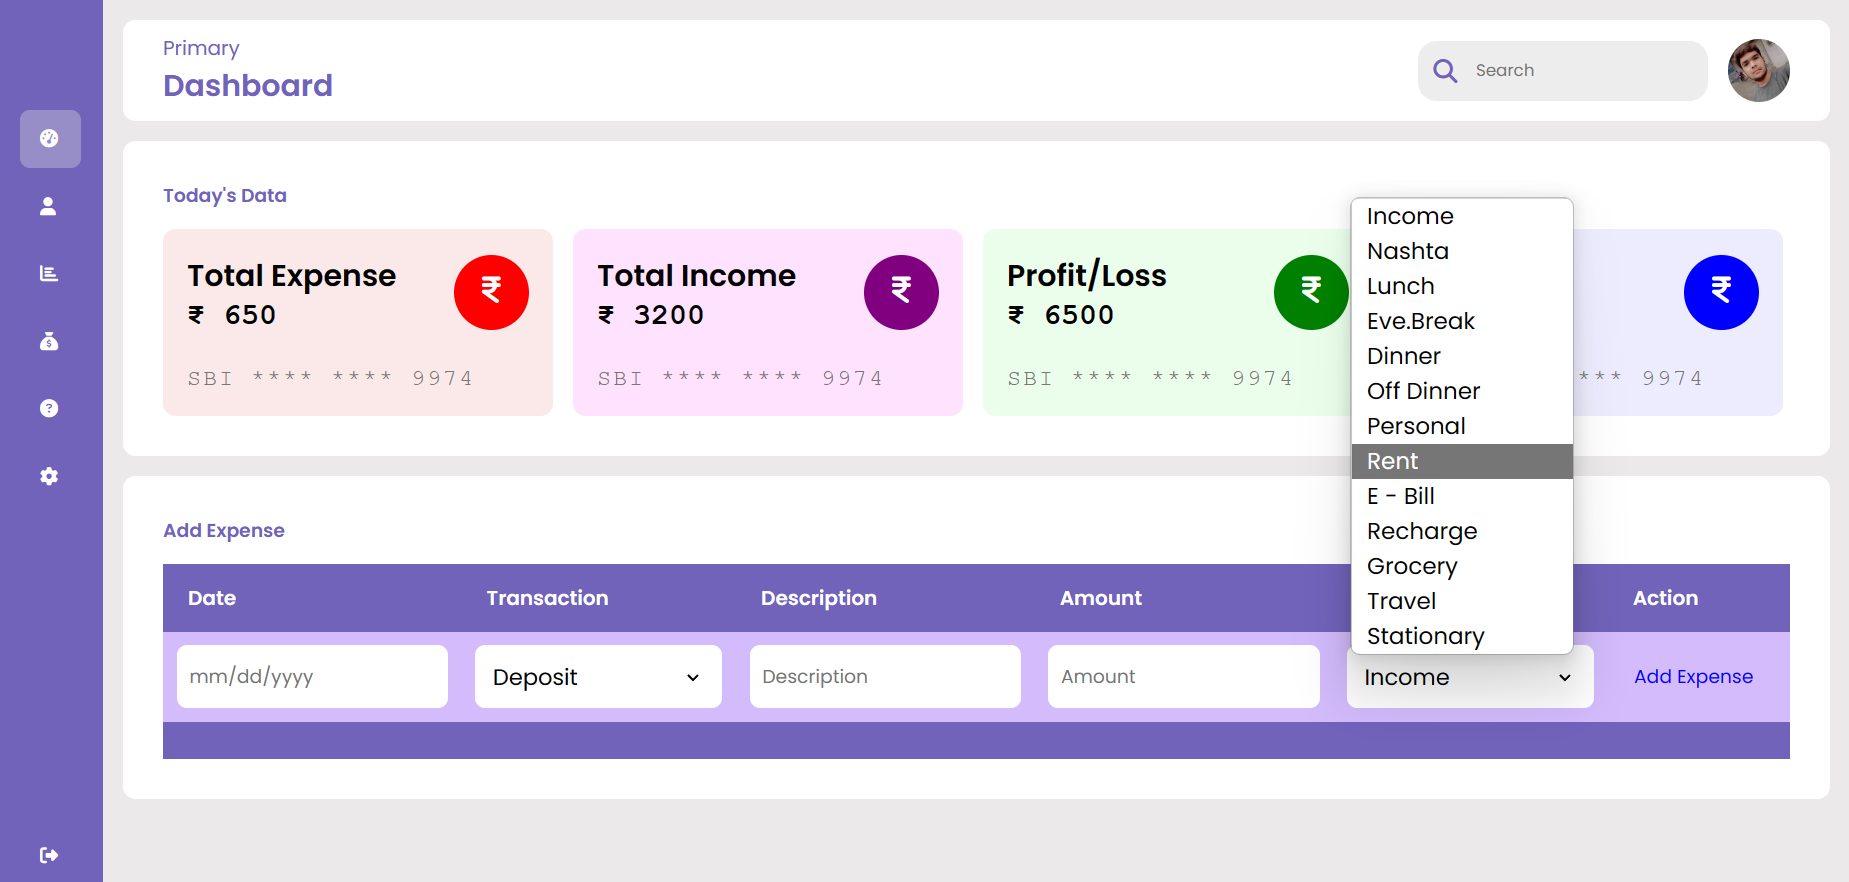 Primary
Dashboard
Search
Today's Data
Total Expense
₹ 650
SBI **** **** 9974
Total Income
₹ 3200
SBI **** **** 9974
Profit/Loss
₹ 6500
SBI **** **** 9974
*** 9974
Income
Nashta
Lunch
Eve.Break
Dinner
Off Dinner
Personal
Rent
E - Bill
Recharge
Grocery
Travel
Stationary
Add Expense
Date Transaction Description Amount Action
mm/dd/yyyy Deposit Description Amount Income Add Expense